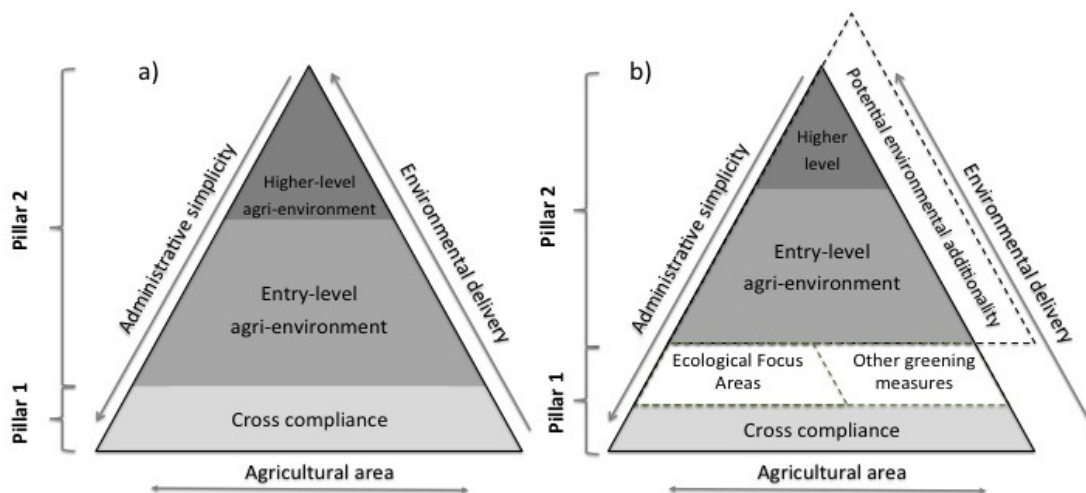 a)
Pillar 2
Pillar 1
Administrative simplicity
Environmental delivery
Higher-level
agri-environment
Entry-level
agri-environment
Cross compliance
Agricultural area
b)
Pillar 2
Pillar 1
Administrative simplicity
Potential environmental additionality
Environmental delivery
Higher
level
Entry-level
agri-environment
Ecological Focus
Areas
Other greening
measures
Cross compliance
Agricultural area